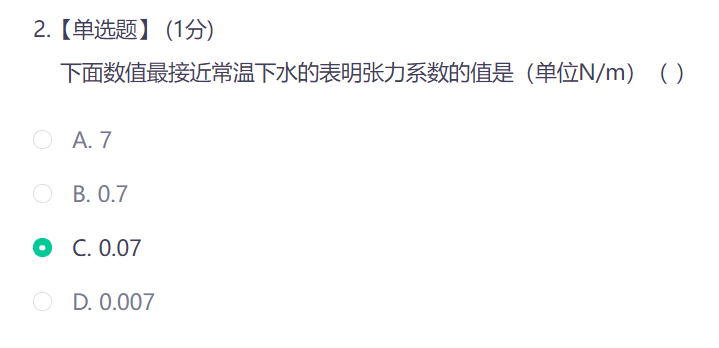 2.【单选题】 (1分)
下面数值最接近常温下水的表明张力系数的值是（单位N/m）（ ）
A. 7
B. 0.7
C. 0.07
D. 0.007